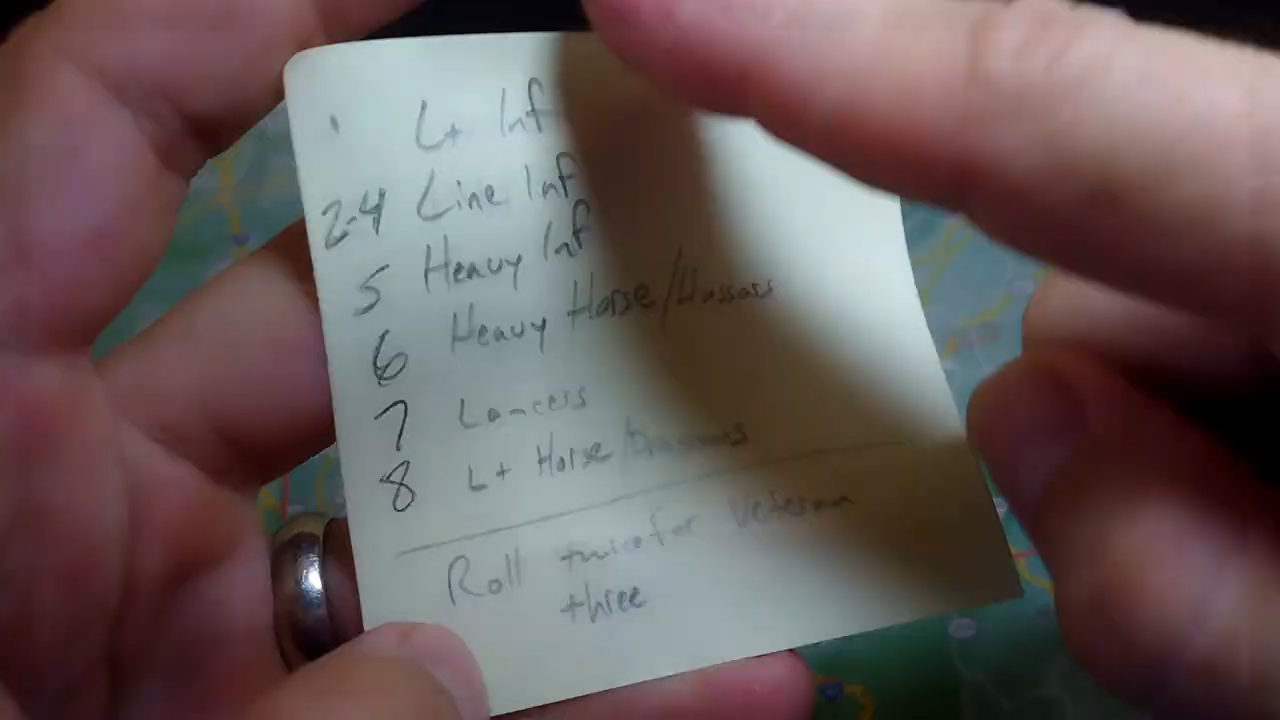 1 Lt Inf
2-4 Line Inf
5 Heavy Inf
6 Heavy Horse/Hussars
7 Lancers
8 Lt Horse/Dragoons
Roll twice for veteran
three